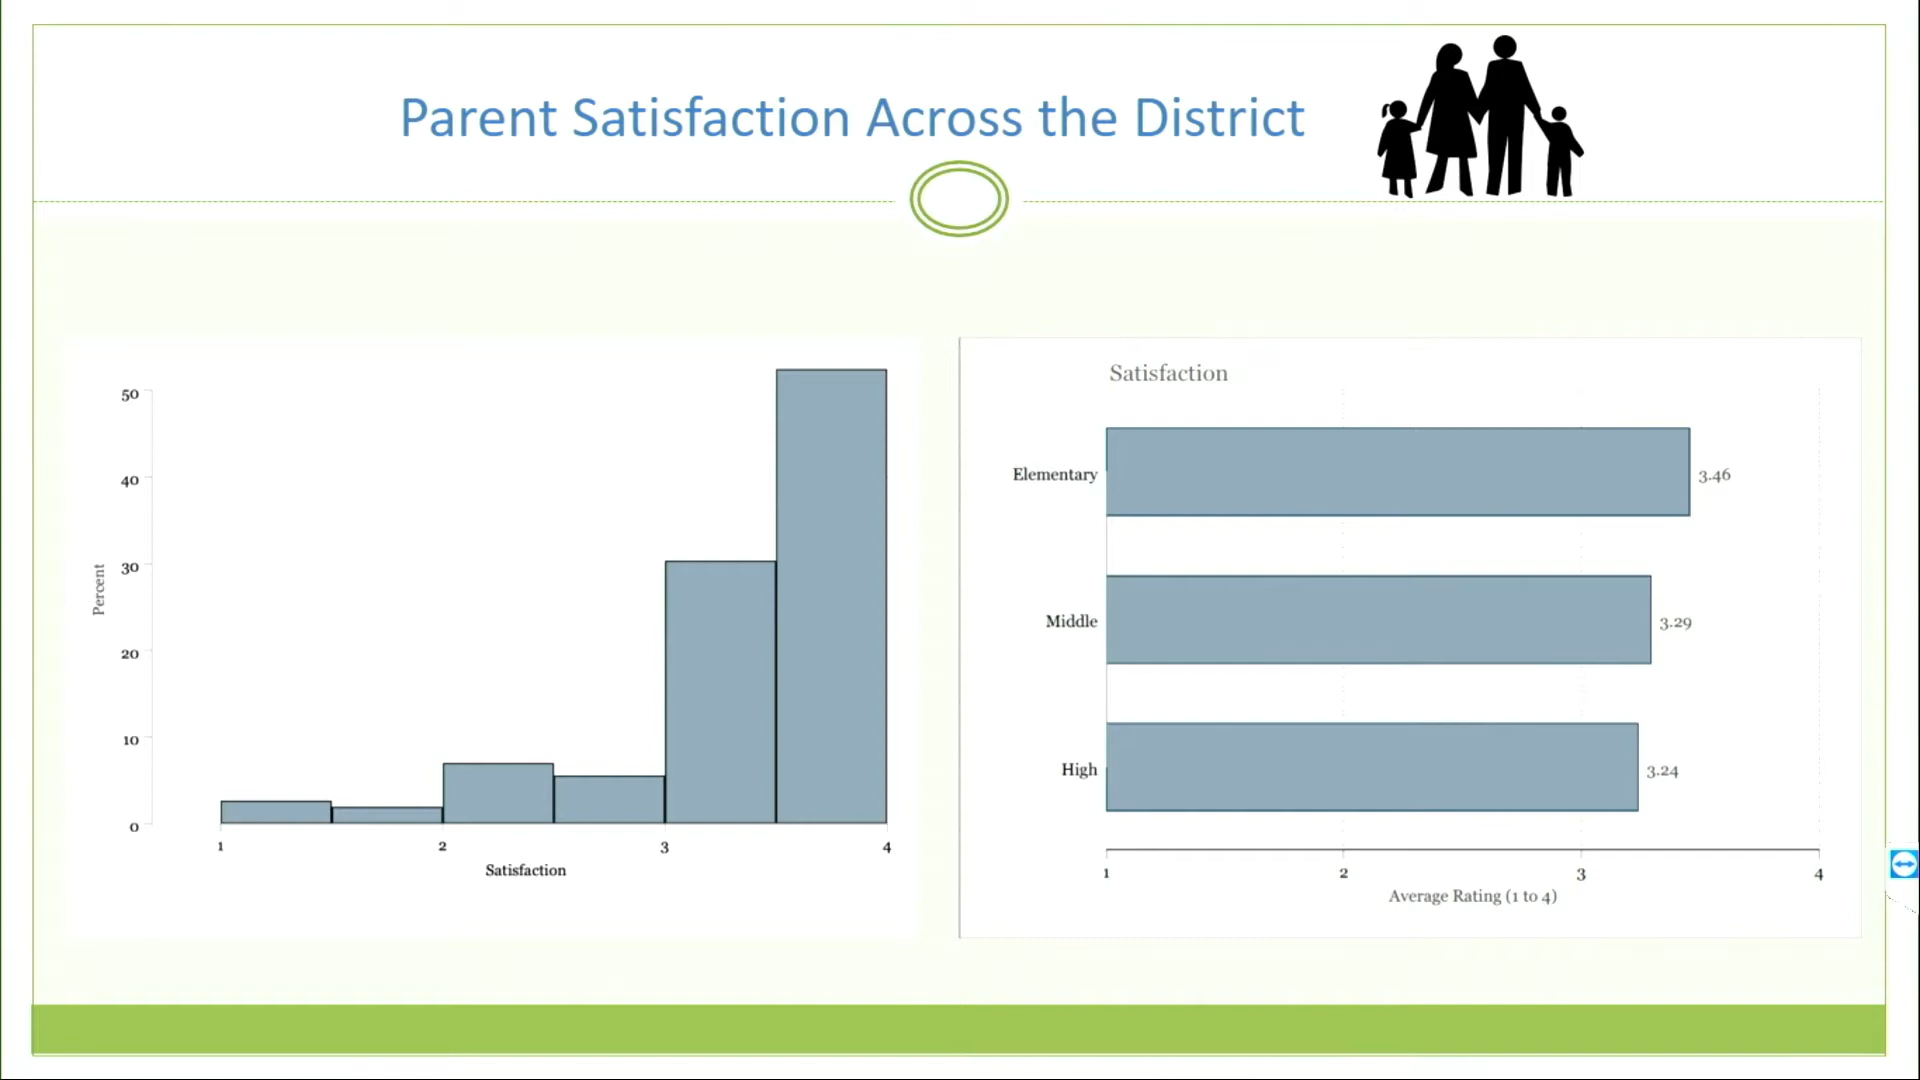 Parent Satisfaction Across the District
50
40
30
20
10
0
Percent
1 2 3 4
Satisfaction
Satisfaction
Elementary 3.46
Middle 3.29
High 3.24
1 2 3 4
Average Rating (1 to 4)